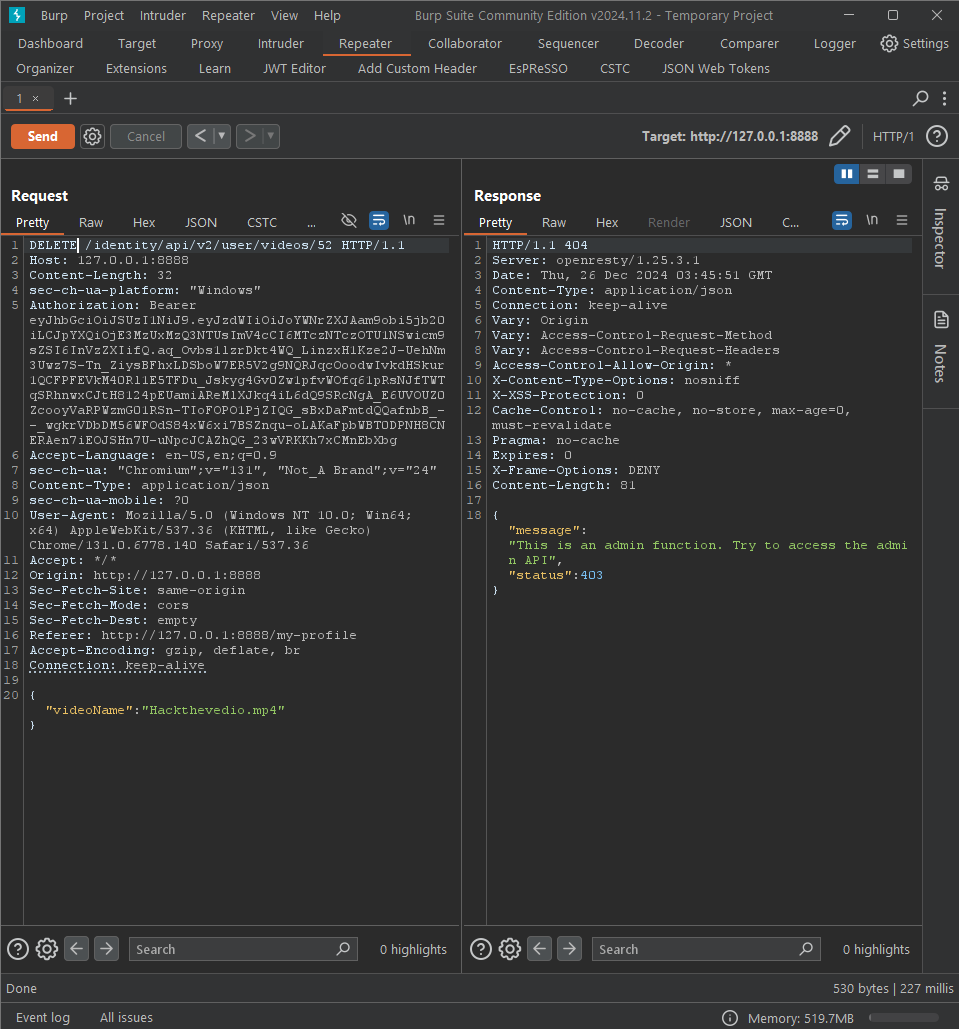 Burp Project Intruder Repeater View Help Burp Suite Community Edition v2024.11.2 - Temporary Project
Dashboard Target Proxy Intruder Repeater Collaborator Sequencer Decoder Comparer Logger Settings
Organizer Extensions Learn JWT Editor Add Custom Header EsPReSSO CSTC JSON Web Tokens
1 × +
Send Cancel < > Target: http://127.0.0.1:8888 HTTP/1 ?
Request
Pretty Raw Hex JSON CSTC ... \n
1 DELETE /identity/api/v2/user/videos/52 HTTP/1.1
2 Host: 127.0.0.1:8888
3 Content-Length: 32
4 sec-ch-ua-platform: "Windows"
5 Authorization: Bearer
6 Accept-Language: en-US,en;q=0.9
7 sec-ch-ua: "Chromium";v="131", "Not_A Brand";v="24"
8 Content-Type: application/json
9 sec-ch-ua-mobile: ?0
10 User-Agent: Mozilla/5.0 (Windows NT 10.0; Win64;
x64) AppleWebKit/537.36 (KHTML, like Gecko)
Chrome/131.0.6778.140 Safari/537.36
11 Accept: */*
12 Origin: http://127.0.0.1:8888
13 Sec-Fetch-Site: same-origin
14 Sec-Fetch-Mode: cors
15 Sec-Fetch-Dest: empty
16 Referer: http://127.0.0.1:8888/my-profile
17 Accept-Encoding: gzip, deflate, br
18 Connection: keep-alive
19
20 {
"videoName":"Hackthevedio.mp4"
}
? Search 0 highlights
Response
Pretty Raw Hex Render JSON C... \n
1 HTTP/1.1 404
2 Server: openresty/1.25.3.1
3 Date: Thu, 26 Dec 2024 03:45:51 GMT
4 Content-Type: application/json
5 Connection: keep-alive
6 Vary: Origin
7 Vary: Access-Control-Request-Method
8 Vary: Access-Control-Request-Headers
9 Access-Control-Allow-Origin: *
10 X-Content-Type-Options: nosniff
11 X-XSS-Protection: 0
12 Cache-Control: no-cache, no-store, max-age=0,
must-revalidate
13 Pragma: no-cache
14 Expires: 0
15 X-Frame-Options: DENY
16 Content-Length: 81
17
18 {
"message":
"This is an admin function. Try to access the admi
n API",
"status":403
}
? Search 0 highlights
Inspector
Notes
Done 530 bytes | 227 millis
Event log All issues Memory: 519.7MB